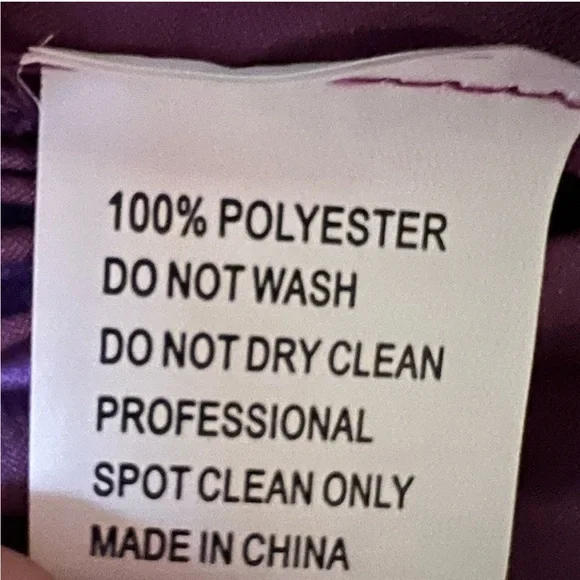 100% POLYESTER
DO NOT WASH
DO NOT DRY CLEAN
PROFESSIONAL
SPOT CLEAN ONLY
MADE IN CHINA